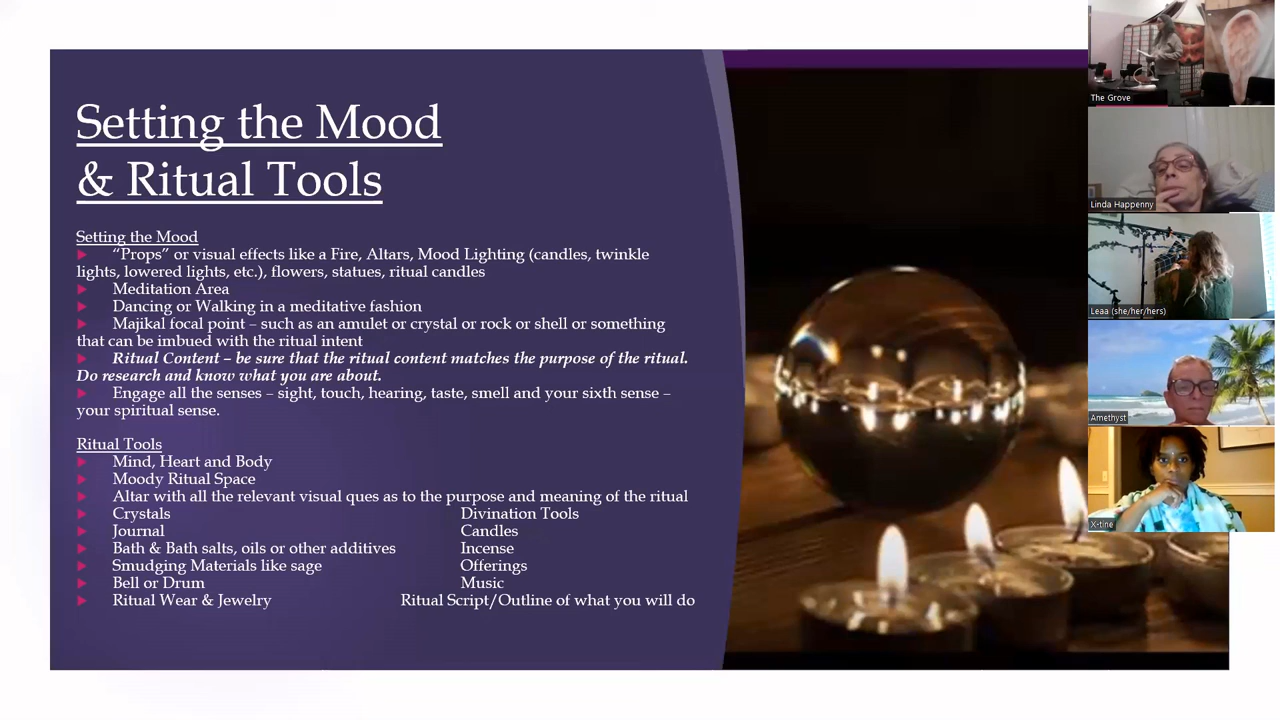 Setting the Mood
& Ritual Tools
Setting the Mood
“Props” or visual effects like a Fire, Altars, Mood Lighting (candles, twinkle
lights, lowered lights, etc.), flowers, statues, ritual candles
Meditation Area
Dancing or Walking in a meditative fashion
Majikal focal point – such as an amulet or crystal or rock or shell or something
that can be imbued with the ritual intent
Ritual Content – be sure that the ritual content matches the purpose of the ritual.
Do research and know what you are about.
Engage all the senses – sight, touch, hearing, taste, smell and your sixth sense –
your spiritual sense.
Ritual Tools
Mind, Heart and Body
Moody Ritual Space
Altar with all the relevant visual ques as to the purpose and meaning of the ritual
Crystals Divination Tools
Journal Candles
Bath & Bath salts, oils or other additives Incense
Smudging Materials like sage Offerings
Bell or Drum Music
Ritual Wear & Jewelry Ritual Script/Outline of what you will do
The Grove
Linda Happenny
Leaa (she/her/hers)
Amethyst
X-tine